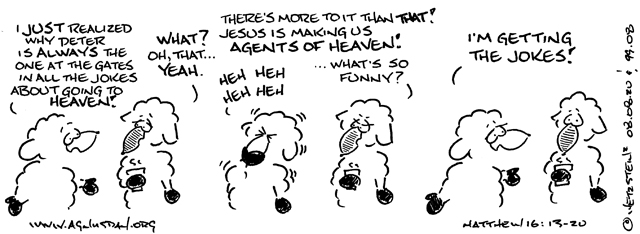 I JUST REALIZED
WHY PETER
IS ALWAYS THE
ONE AT THE GATES
IN ALL THE JOKES
ABOUT GOING TO
HEAVEN!
WHAT?
OH, THAT...
YEAH.
THERE'S MORE TO IT THAN THAT!
JESUS IS MAKING US
AGENTS OF HEAVEN!
HEH HEH
HEH HEH
...WHAT'S SO
FUNNY?
I'M GETTING
THE JOKES!
WWW.AGNUSDAY.ORG
MATTHEW 16:13-20